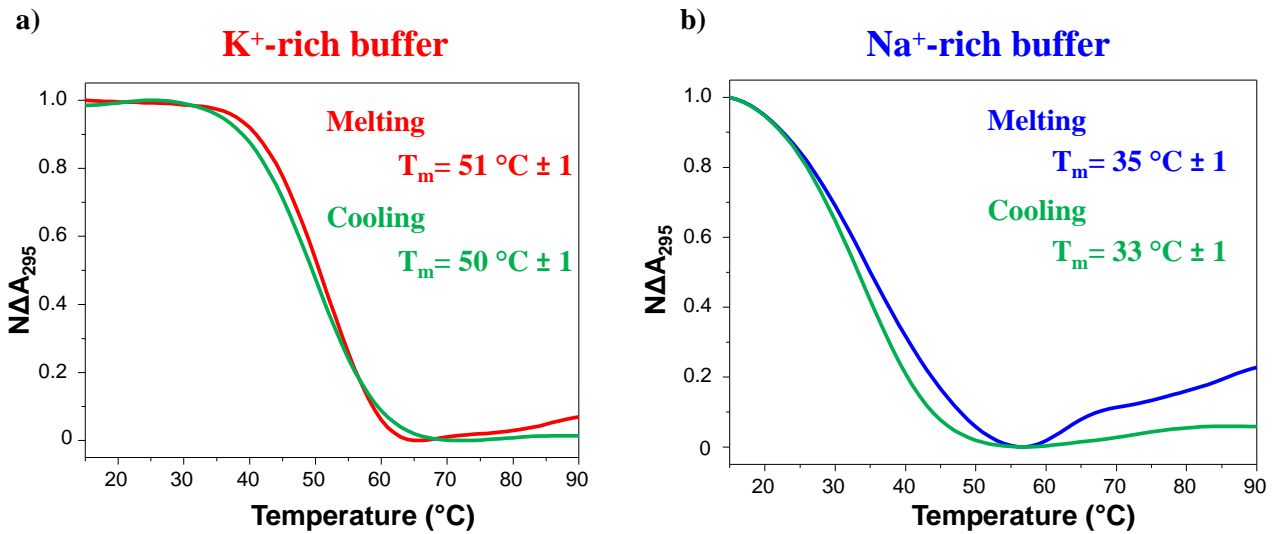 a)
K⁺-rich buffer
1.0
0.8
0.6
0.4
0.2
0
NΔA₂₉₅
Melting
Tₘ= 51 °C ± 1
Cooling
Tₘ= 50 °C ± 1
20 30 40 50 60 70 80 90
Temperature (°C)
b)
Na⁺-rich buffer
1.0
0.8
0.6
0.4
0.2
0
NΔA₂₉₅
Melting
Tₘ= 35 °C ± 1
Cooling
Tₘ= 33 °C ± 1
20 30 40 50 60 70 80 90
Temperature (°C)